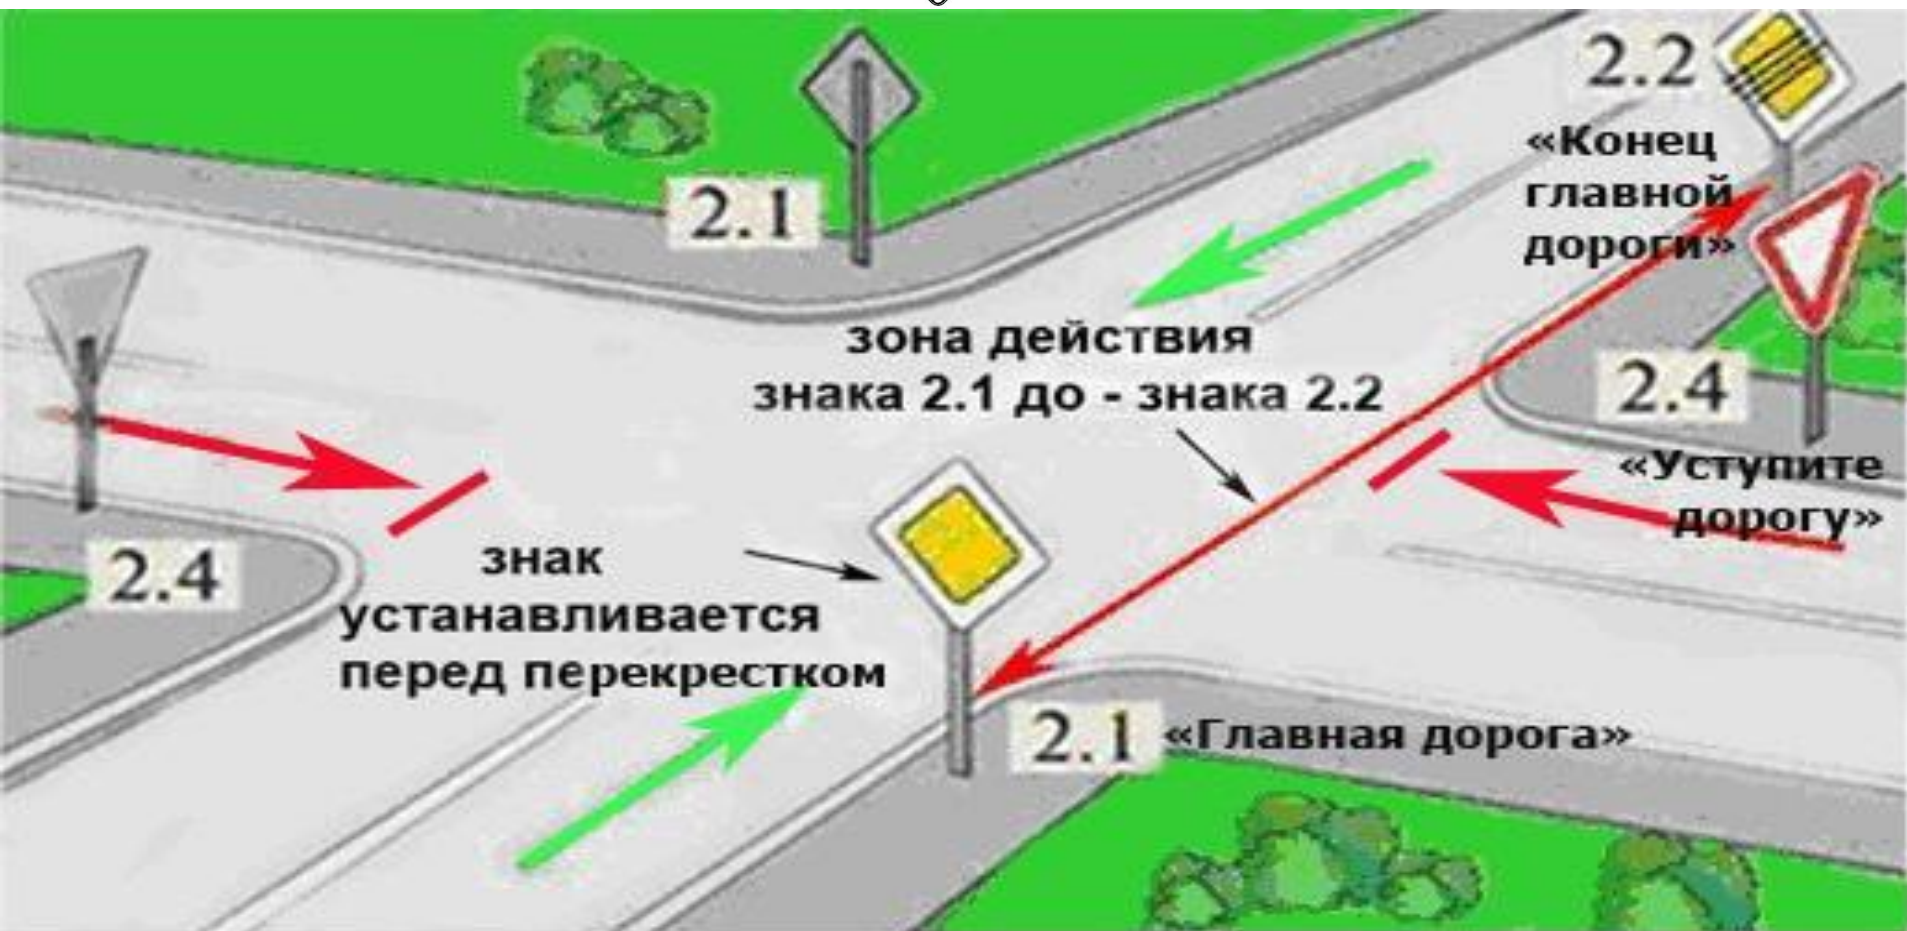 2.2
«Конец
главной
дороги»
2.1
зона действия
знака 2.1 до - знака 2.2
2.4
«Уступите
дорогу»
2.4
знак
устанавливается
перед перекрестком
2.1 «Главная дорога»